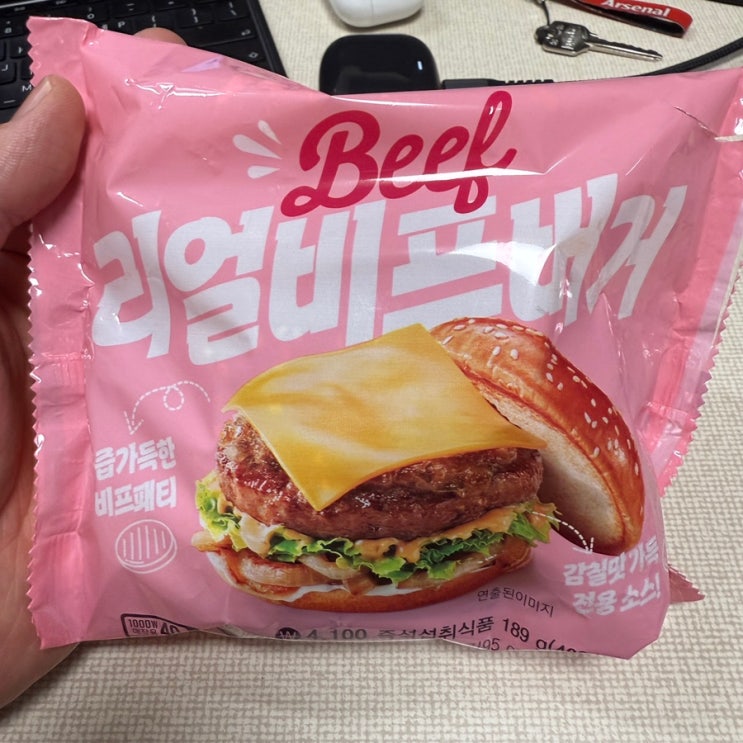 Arsenal
Beef
리얼비프버거
육즙가득한
비프패티
감칠맛 가득
전용 소스!
연출된이미지
1000W
4,100 즉석섭취식품 189 g